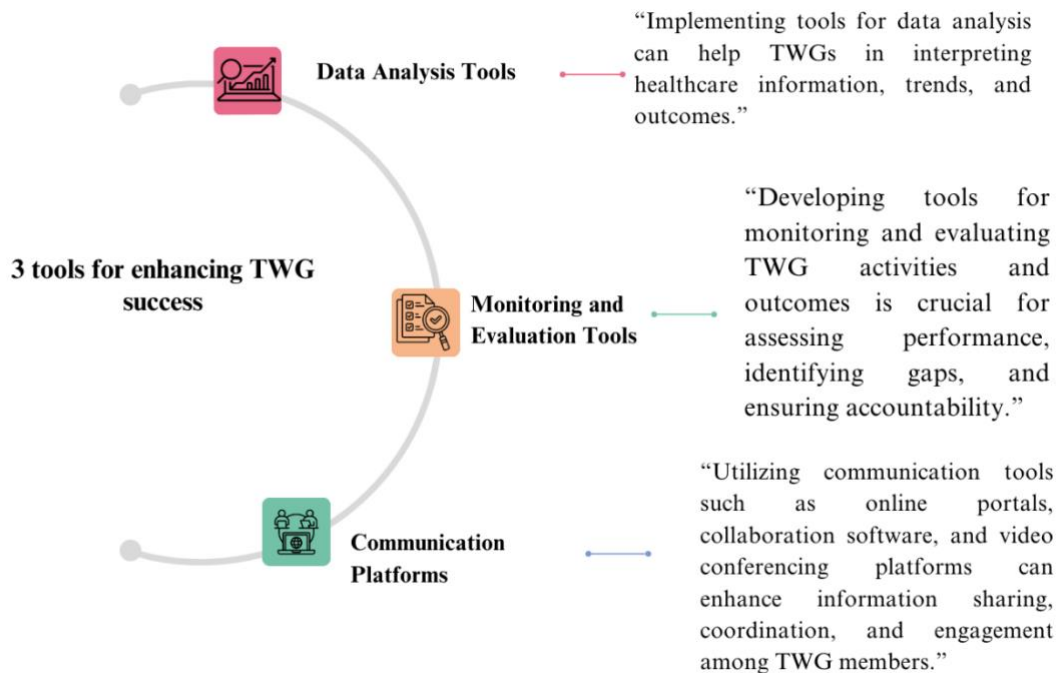 3 tools for enhancing TWG
success
Data Analysis Tools
“Implementing tools for data analysis
can help TWGs in interpreting
healthcare information, trends, and
outcomes.”
Monitoring and
Evaluation Tools
“Developing tools for
monitoring and evaluating
TWG activities and
outcomes is crucial for
assessing performance,
identifying gaps, and
ensuring accountability.”
Communication
Platforms
“Utilizing communication tools
such as online portals,
collaboration software, and video
conferencing platforms can
enhance information sharing,
coordination, and engagement
among TWG members.”